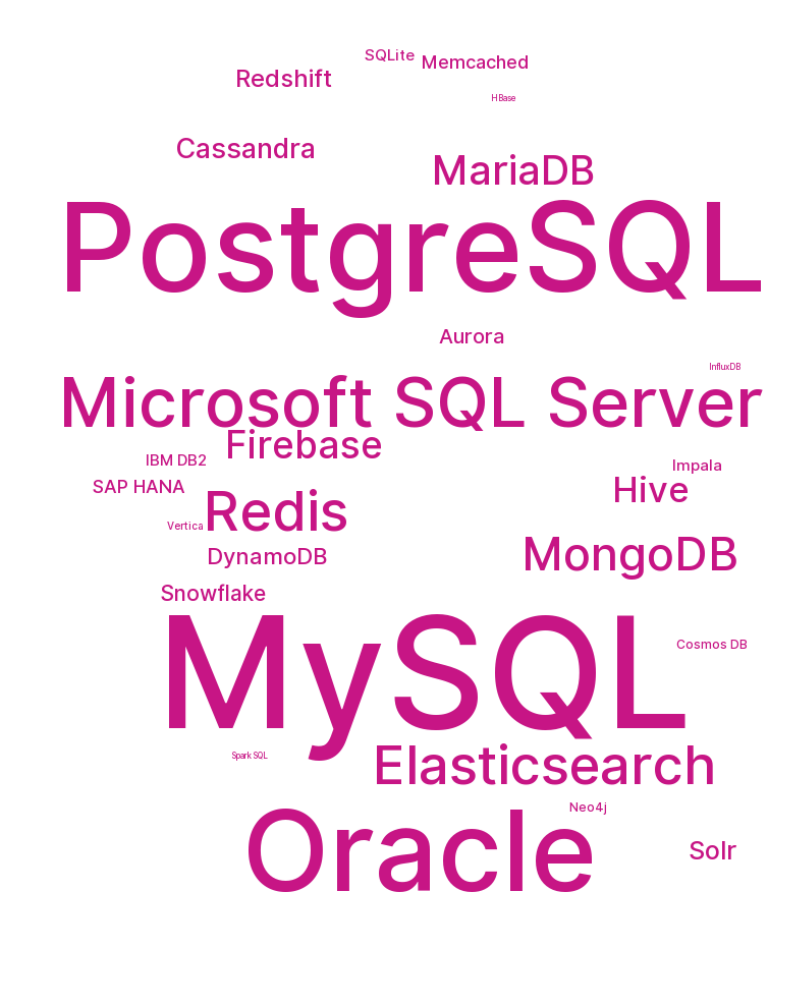 SQLite
Memcached
Redshift
HBase
Cassandra
MariaDB
PostgreSQL
Aurora
InfluxDB
Microsoft SQL Server
Firebase
IBM DB2
Impala
SAP HANA
Hive
Redis
Vertica
MongoDB
DynamoDB
Snowflake
MySQL
Cosmos DB
Spark SQL
Elasticsearch
Neo4j
Oracle
Solr